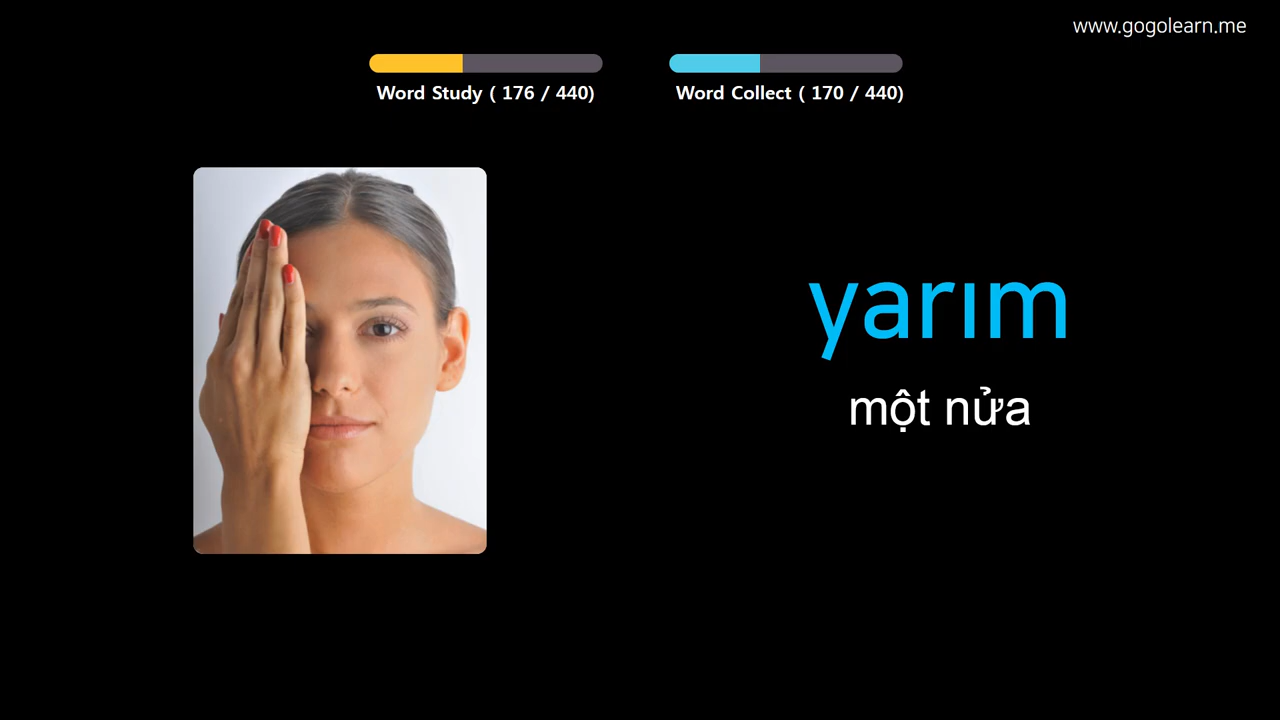 www.gogolearn.me
Word Study ( 176 / 440)
Word Collect ( 170 / 440)
yarım
một nửa